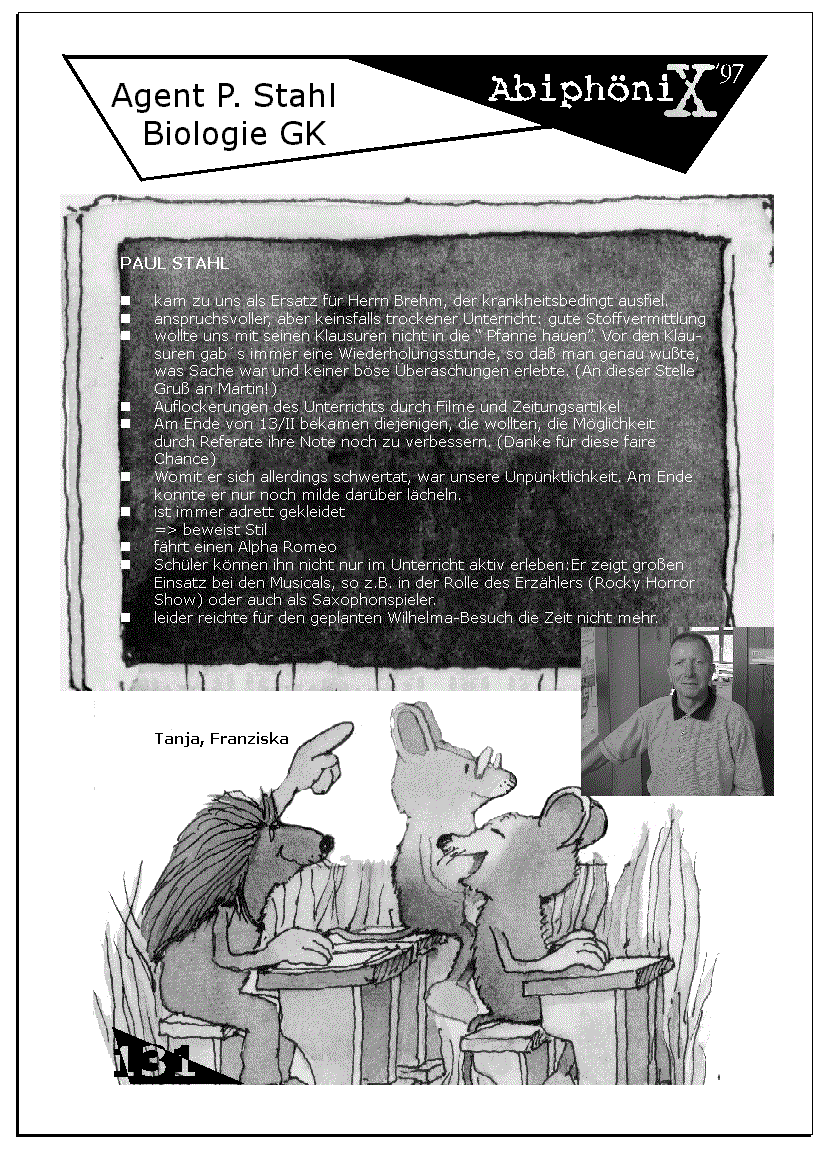 Agent P. Stahl
Biologie GK
AbiphöniX'97
PAUL STAHL
kam zu uns als Ersatz für Herrn Brehm, der krankheitsbedingt ausfiel.
anspruchsvoller, aber keinsfalls trockener Unterricht: gute Stoffvermittlung
wollte uns mit seinen Klausuren nicht in die “ Pfanne hauen”. Vor den Klau-
suren gab´s immer eine Wiederholungsstunde, so daß man genau wußte,
was Sache war und keiner böse Überaschungen erlebte. (An dieser Stelle
Gruß an Martin!)
Auflockerungen des Unterrichts durch Filme und Zeitungsartikel
Am Ende von 13/II bekamen diejenigen, die wollten, die Möglichkeit
durch Referate ihre Note noch zu verbessern. (Danke für diese faire
Chance)
Womit er sich allerdings schwertat, war unsere Unpünktlichkeit. Am Ende
konnte er nur noch milde darüber lächeln.
ist immer adrett gekleidet
=> beweist Stil
fährt einen Alpha Romeo
Schüler können ihn nicht nur im Unterricht aktiv erleben:Er zeigt großen
Einsatz bei den Musicals, so z.B. in der Rolle des Erzählers (Rocky Horror
Show) oder auch als Saxophonspieler.
leider reichte für den geplanten Wilhelma-Besuch die Zeit nicht mehr.
Tanja, Franziska
131